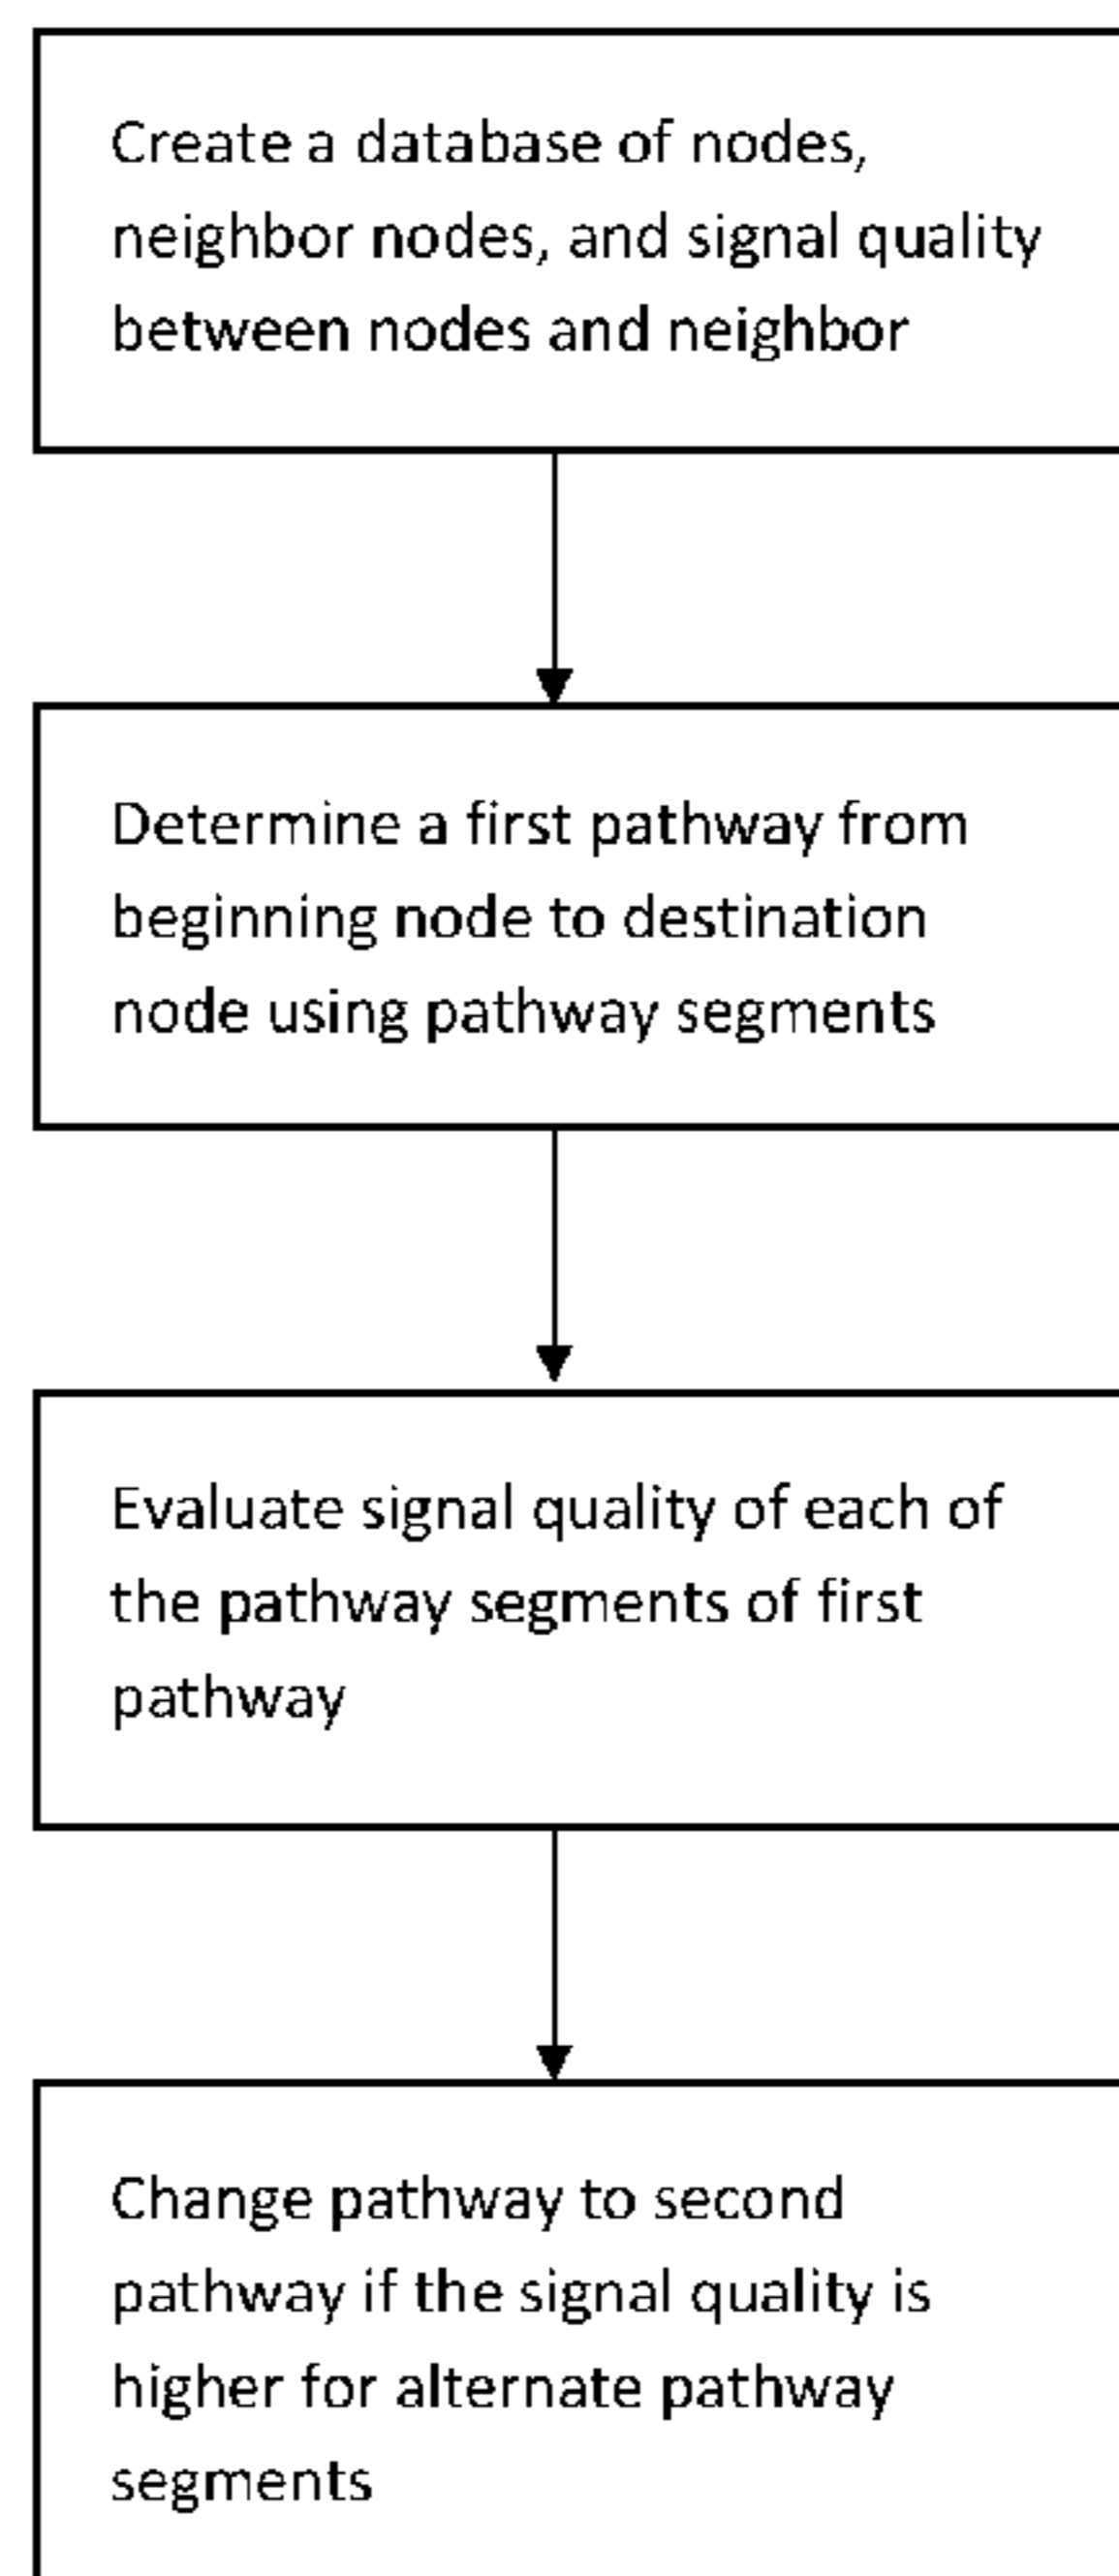 Create a database of nodes,
neighbor nodes, and signal quality
between nodes and neighbor
Determine a first pathway from
beginning node to destination
node using pathway segments
Evaluate signal quality of each of
the pathway segments of first
pathway
Change pathway to second
pathway if the signal quality is
higher for alternate pathway
segments